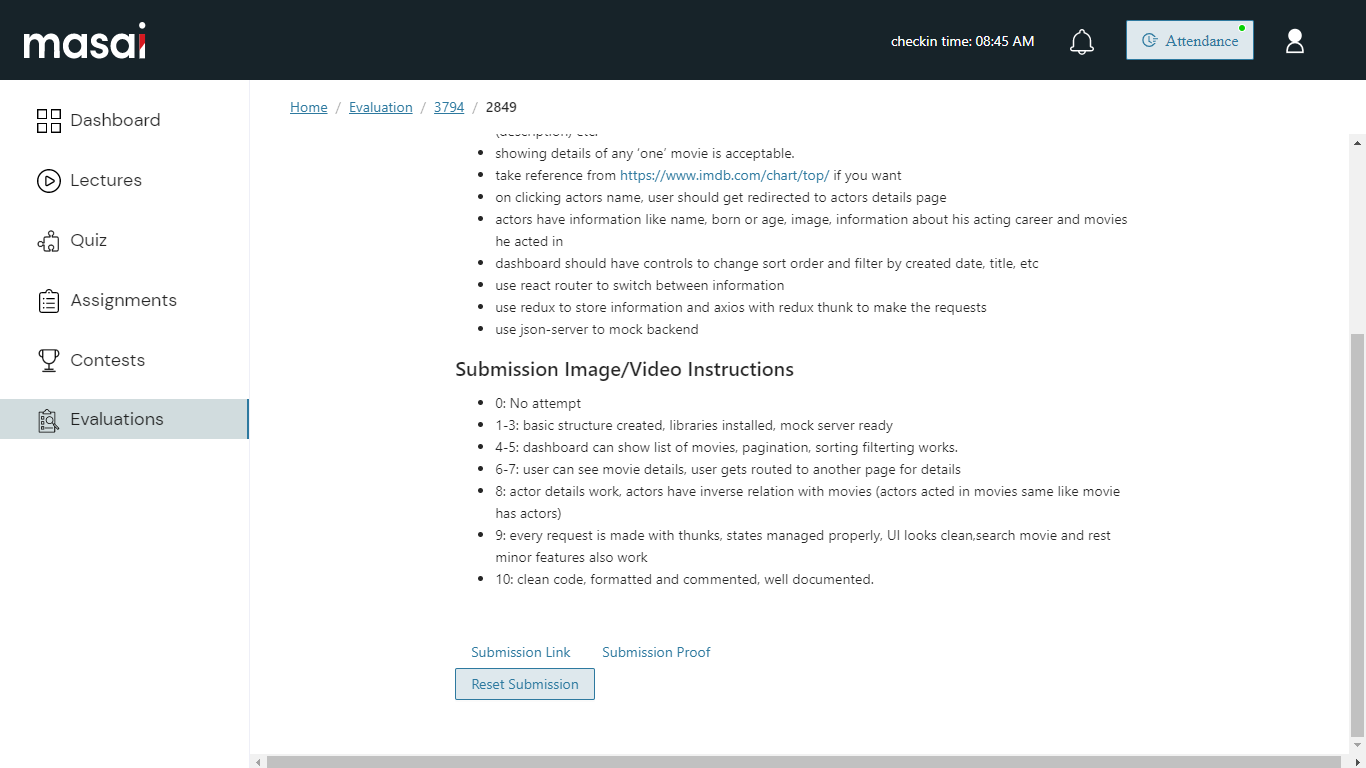 masai
checkin time: 08:45 AM
Attendance
Dashboard
Lectures
Quiz
Assignments
Contests
Evaluations
Home / Evaluation / 3794 / 2849
(description) etc.
showing details of any ‘one’ movie is acceptable.
take reference from https://www.imdb.com/chart/top/ if you want
on clicking actors name, user should get redirected to actors details page
actors have information like name, born or age, image, information about his acting career and movies
he acted in
dashboard should have controls to change sort order and filter by created date, title, etc
use react router to switch between information
use redux to store information and axios with redux thunk to make the requests
use json-server to mock backend
Submission Image/Video Instructions
0: No attempt
1-3: basic structure created, libraries installed, mock server ready
4-5: dashboard can show list of movies, pagination, sorting filterting works.
6-7: user can see movie details, user gets routed to another page for details
8: actor details work, actors have inverse relation with movies (actors acted in movies same like movie
has actors)
9: every request is made with thunks, states managed properly, UI looks clean,search movie and rest
minor features also work
10: clean code, formatted and commented, well documented.
Submission Link Submission Proof
Reset Submission